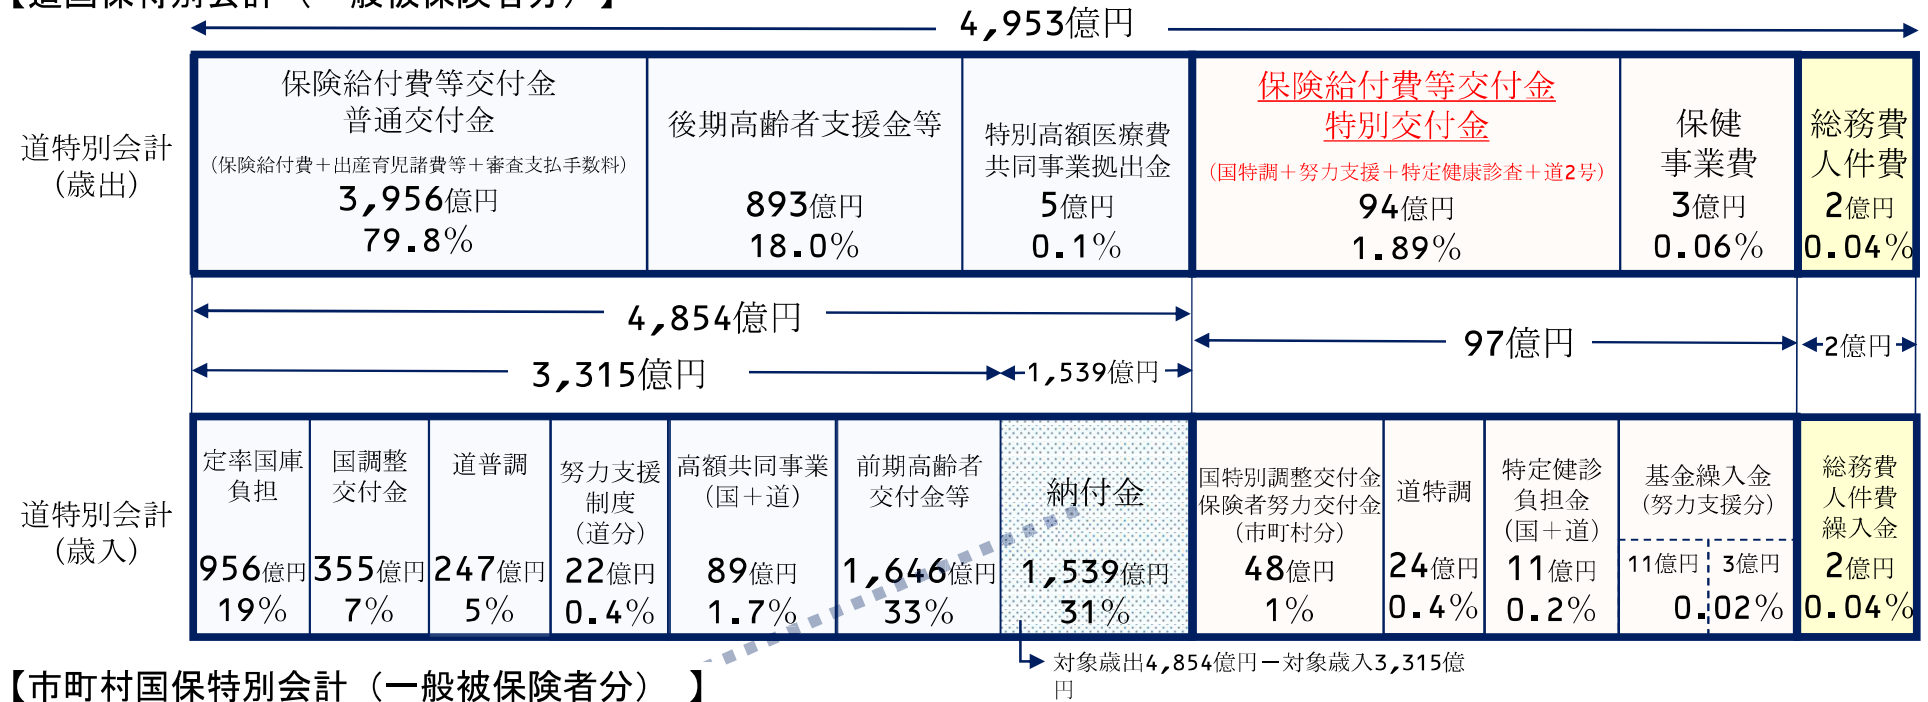 【道国保特別会計（一般被保険者分）】
4,953億円
道特別会計
（歳出）
保険給付費等交付金
普通交付金
（保険給付費＋出産育児諸費等＋審査支払手数料）
3,956億円
79.8%
後期高齢者支援金等
893億円
18.0%
特別高額医療費
共同事業拠出金
5億円
0.1%
保険給付費等交付金
特別交付金
（国特調＋努力支援＋特定健康診査＋道2号）
94億円
1.89%
保健
事業費
3億円
0.06%
総務費
人件費
2億円
0.04%
4,854億円
97億円
2億円
3,315億円
1,539億円
道特別会計
（歳入）
定率国庫
負担
956億円
19%
国調整
交付金
355億円
7%
道普調
247億円
5%
努力支援
制度
（道分）
22億円
0.4%
高額共同事業
（国＋道）
89億円
1.7%
前期高齢者
交付金等
1,646億円
33%
納付金
1,539億円
31%
国特別調整交付金
保険者努力交付金
（市町村分）
48億円
1%
道特調
24億円
0.4%
特定健診
負担金
（国＋道）
11億円
0.2%
基金繰入金
（努力支援分）
11億円
3億円
0.02%
総務費
人件費
繰入金
2億円
0.04%
対象歳出4,854億円－対象歳入3,315億
円
【市町村国保特別会計（一般被保険者分）　】